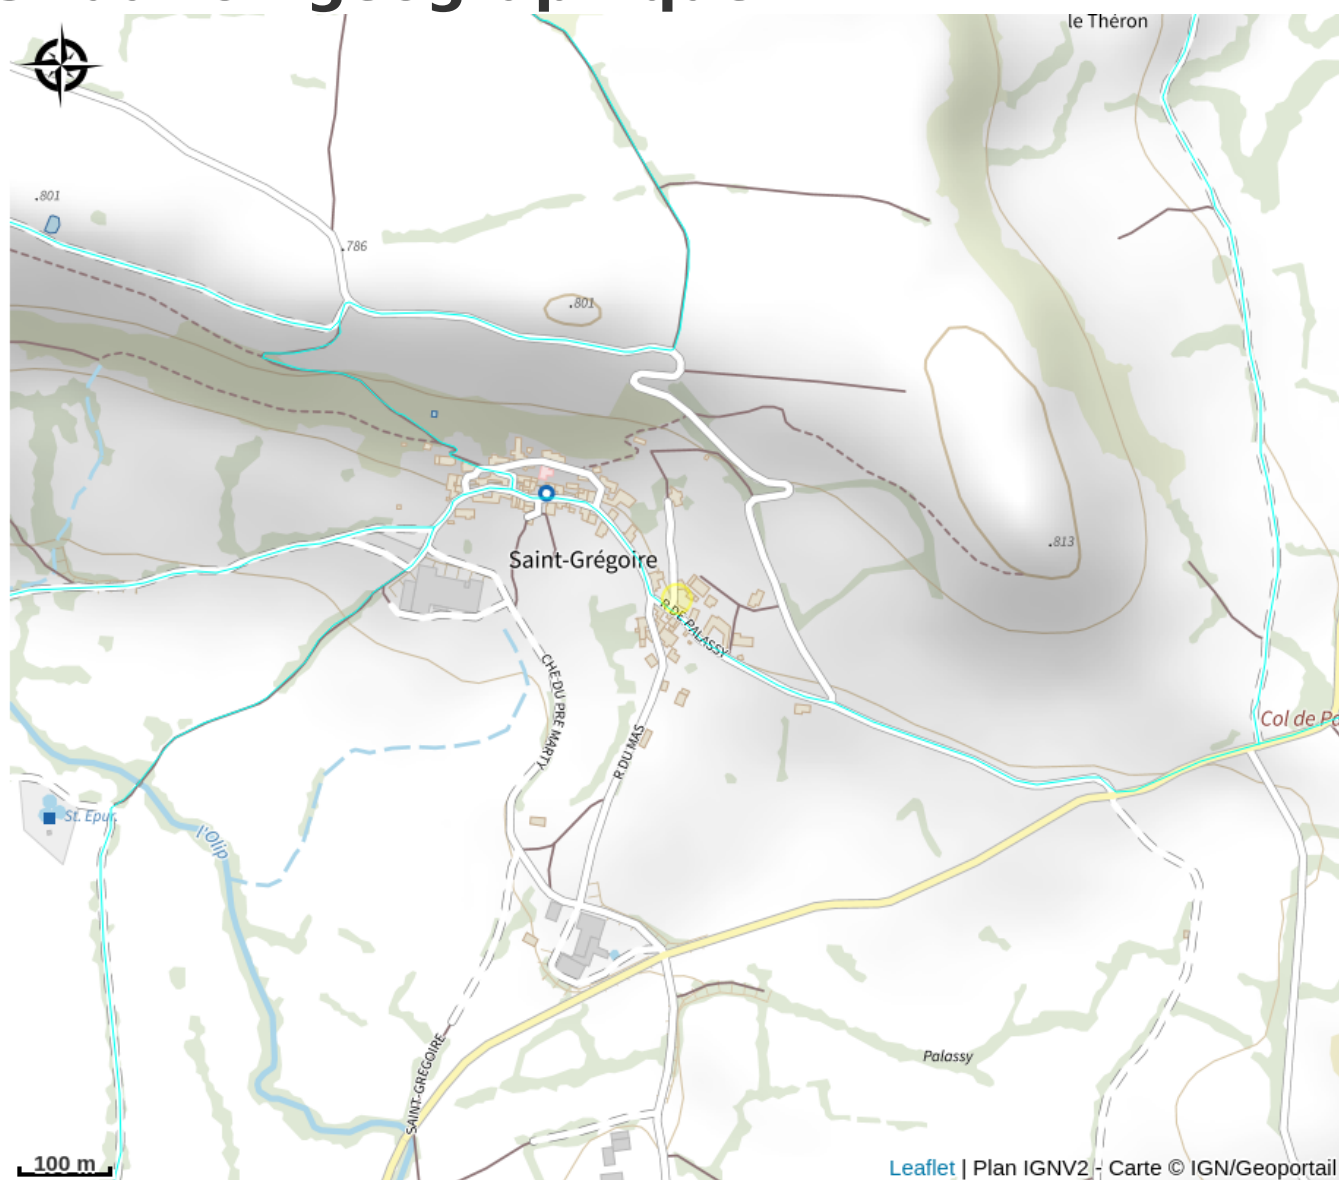 le Théron
.801
.786
.801
.813
Saint-Grégoire
R DE PALASSY
CHE DU PRE MARTY
R DU MAS
Col de
St. Epur.
l'Olip
SAINT-GREGOIRE
Palassy
100 m
Leaflet | Plan IGNV2 - Carte © IGN/Geoportail